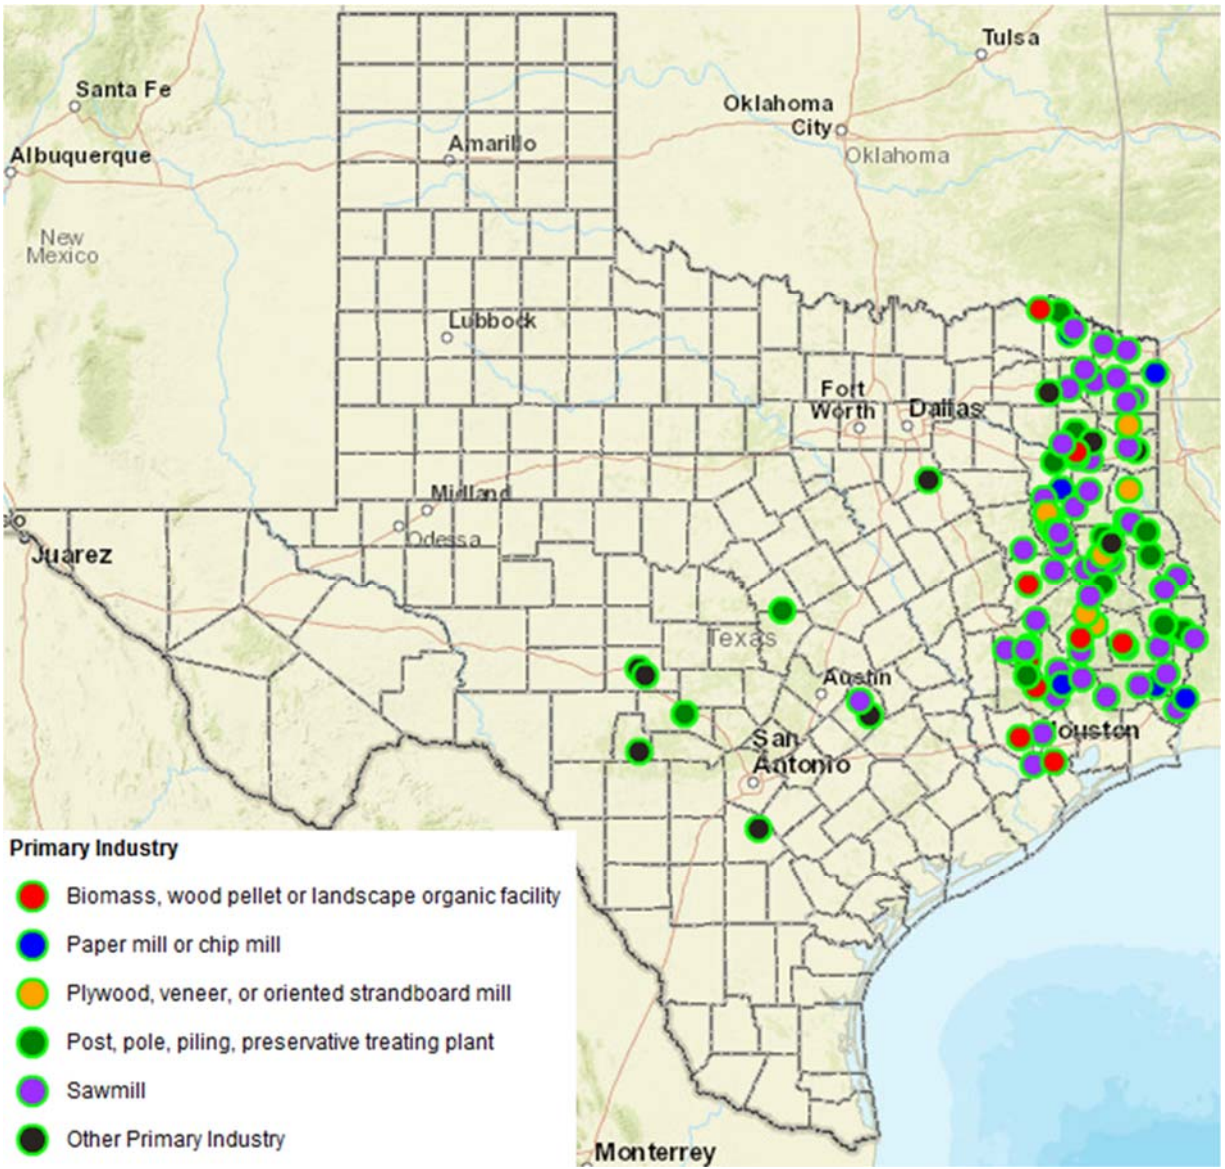 Tulsa
Santa Fe
Oklahoma
City
Amarillo
Albuquerque
Oklahoma
New
Mexico
Lubbock
Fort
Worth
Dallas
Midland
Odessa
Juarez
Texas
Austin
Houston
San
Antonio
Primary Industry
Biomass, wood pellet or landscape organic facility
Paper mill or chip mill
Plywood, veneer, or oriented strandboard mill
Post, pole, piling, preservative treating plant
Sawmill
Other Primary Industry
Monterrey